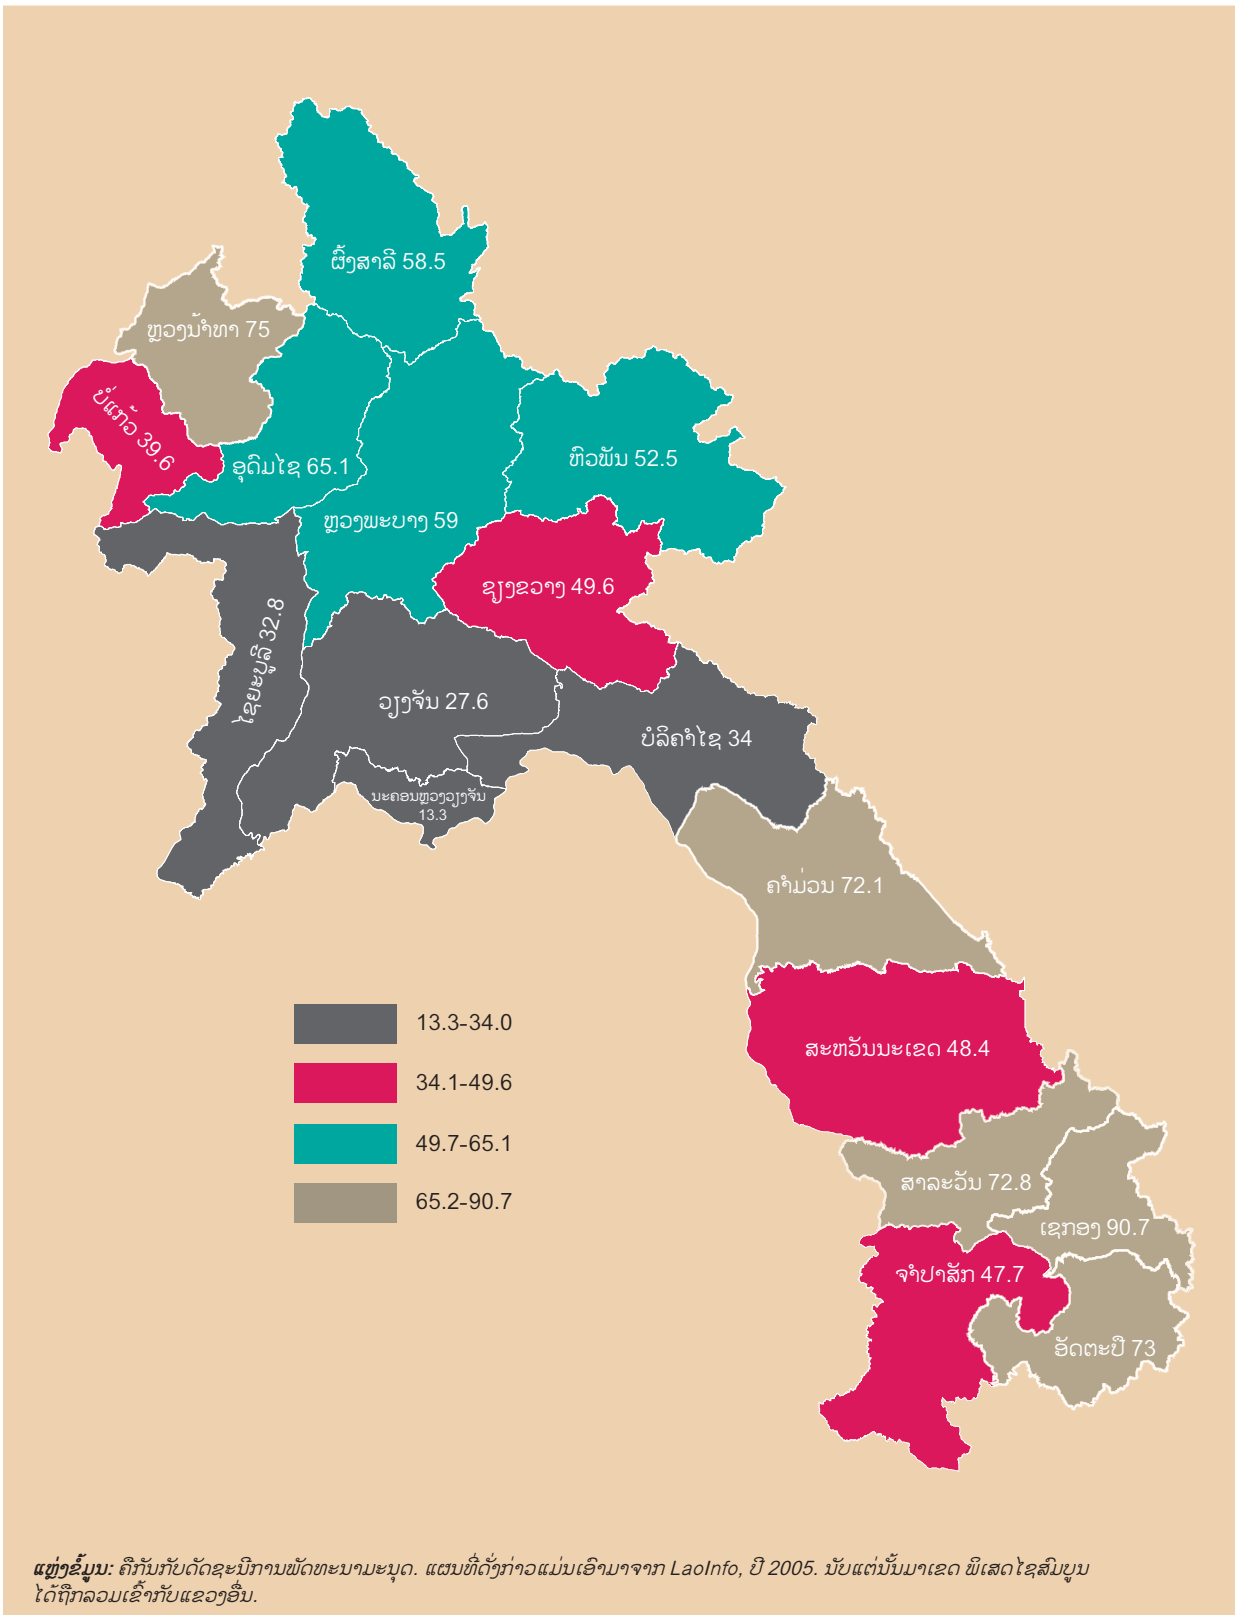 ຜົ້ງສາລີ 58.5
ຫຼວງນ້ຳທາ 75
ບໍ່ແກ້ວ 39.6
ອຸດົມໄຊ 65.1
ຫົວພັນ 52.5
ຫຼວງພະບາງ 59
ຊຽງຂວາງ 49.6
ໄຊຍະບູລີ 32.8
ວຽງຈັນ 27.6
ບໍລິຄຳໄຊ 34
ນະຄອນຫຼວງວຽງຈັນ
13.3
ຄຳມ່ວນ 72.1
13.3-34.0
34.1-49.6
49.7-65.1
65.2-90.7
ສະຫວັນນະເຂດ 48.4
ສາລະວັນ 72.8
ເຊກອງ 90.7
ຈຳປາສັກ 47.7
ອັດຕະປື 73
ແຫຼ່ງຂໍ້ມູນ: ຄືກັນກັບດັດຊະນີການພັດທະນາມະນຸດ. ແຜນທີ່ດັ່ງກ່າວແມ່ນເອົາມາຈາກ LaoInfo, ປີ 2005. ນັບແຕ່ນັ້ນມາເຂດ ພິເສດໄຊສົມບູນ
ໄດ້ຖືກລວມເຂົ້າກັບແຂວງອື່ນ.